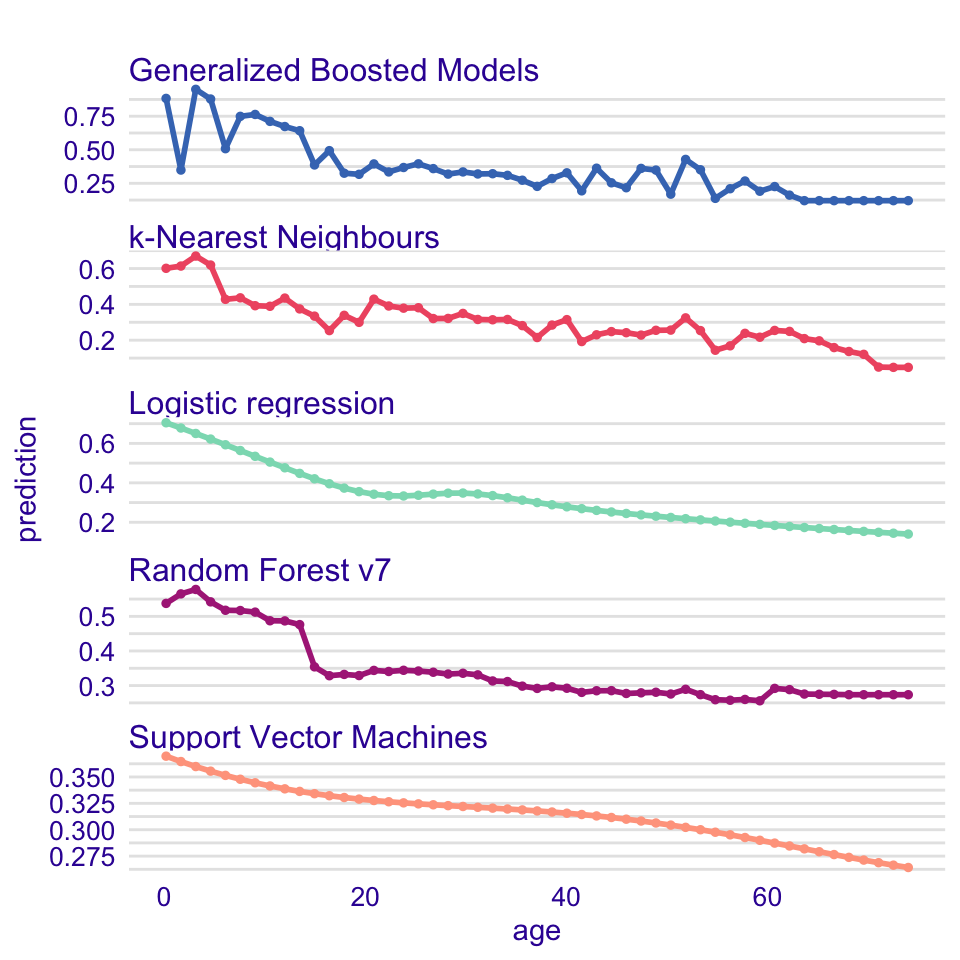 Generalized Boosted Models
0.75
0.50
0.25
k-Nearest Neighbours
0.6
0.4
0.2
Logistic regression
0.6
0.4
0.2
prediction
Random Forest v7
0.5
0.4
0.3
Support Vector Machines
0.350
0.325
0.300
0.275
0 20 40 60
age